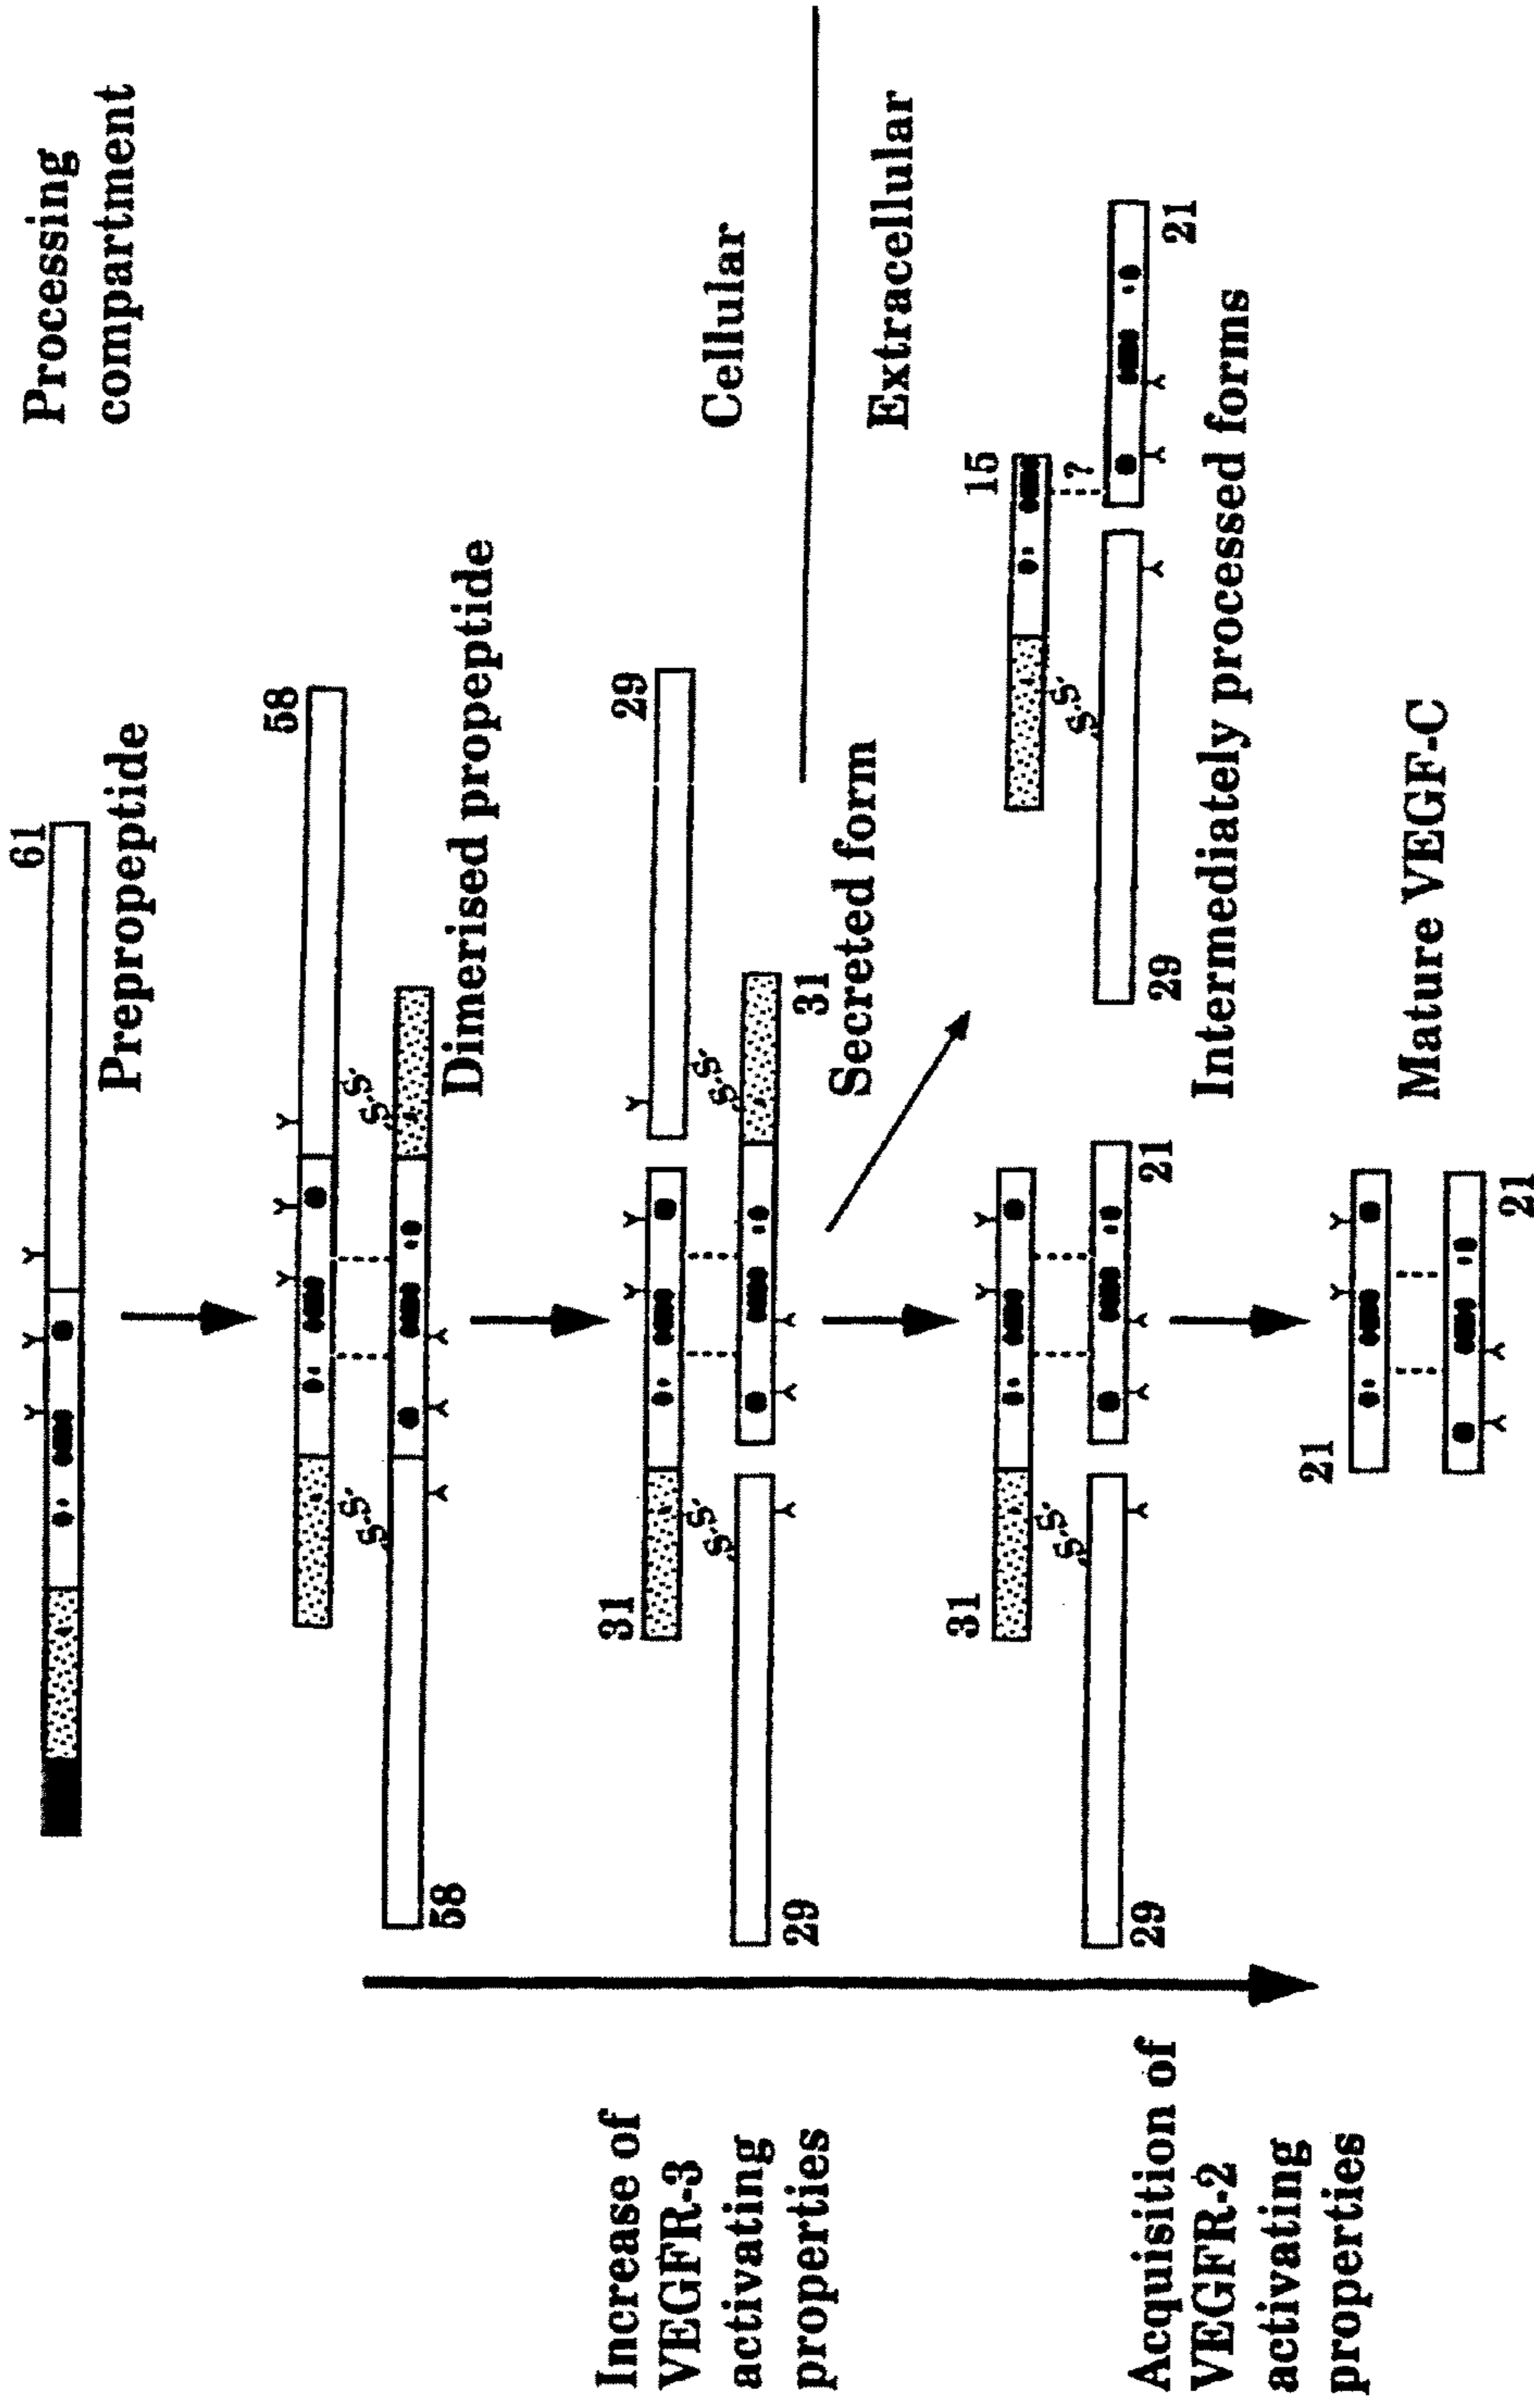 61
Processing
compartment
Prepropeptide
58
S-S
S-S
58
Dimerised propeptide
Increase of
VEGFR-3
activating
properties
31
29
S-S
S-S
29
31
Cellular
Secreted form
Extracellular
31
15
S-S
S-S
?
29
21
29
21
Intermediately processed forms
Acquisition of
VEGFR-2
activating
properties
21
21
Mature VEGF-C